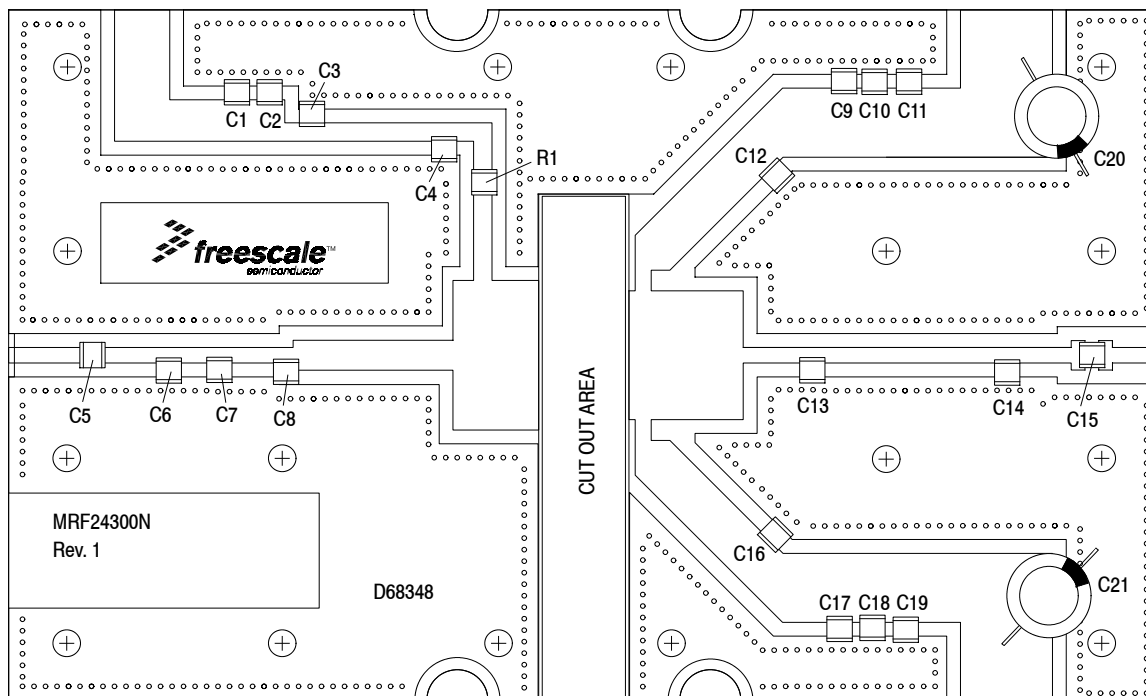 C3
C1 C2
C9 C10 C11
C4
R1
C12
C20
freescale™
semiconductor
C5 C6 C7 C8
C13 C14 C15
CUT OUT AREA
MRF24300N
Rev. 1
D68348
C16
C21
C17 C18 C19